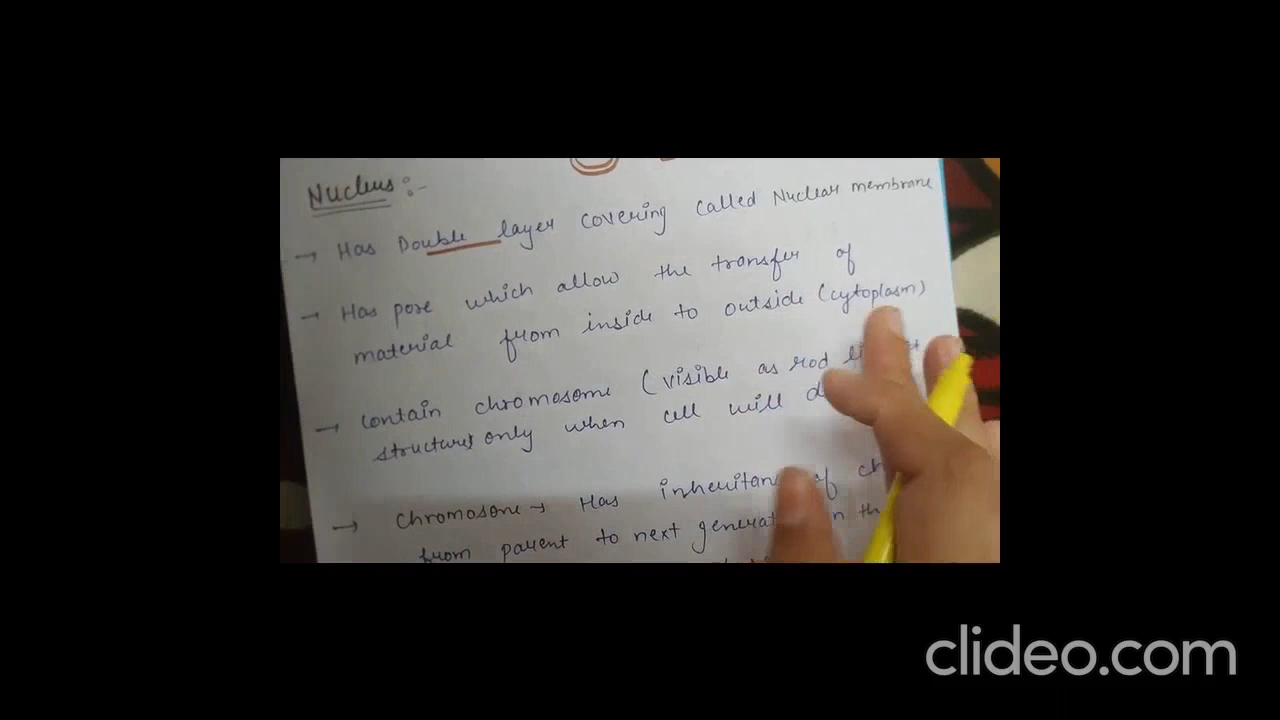 Nucleus :-
→ Has Double layer covering called Nuclear membrane
→ Has pore which allow the transfer of
material from inside to outside (cytoplasm)
→ contain chromosome (visible as rod
structures only when cell will
→ chromosone → Has of
from parent to next
clideo.com